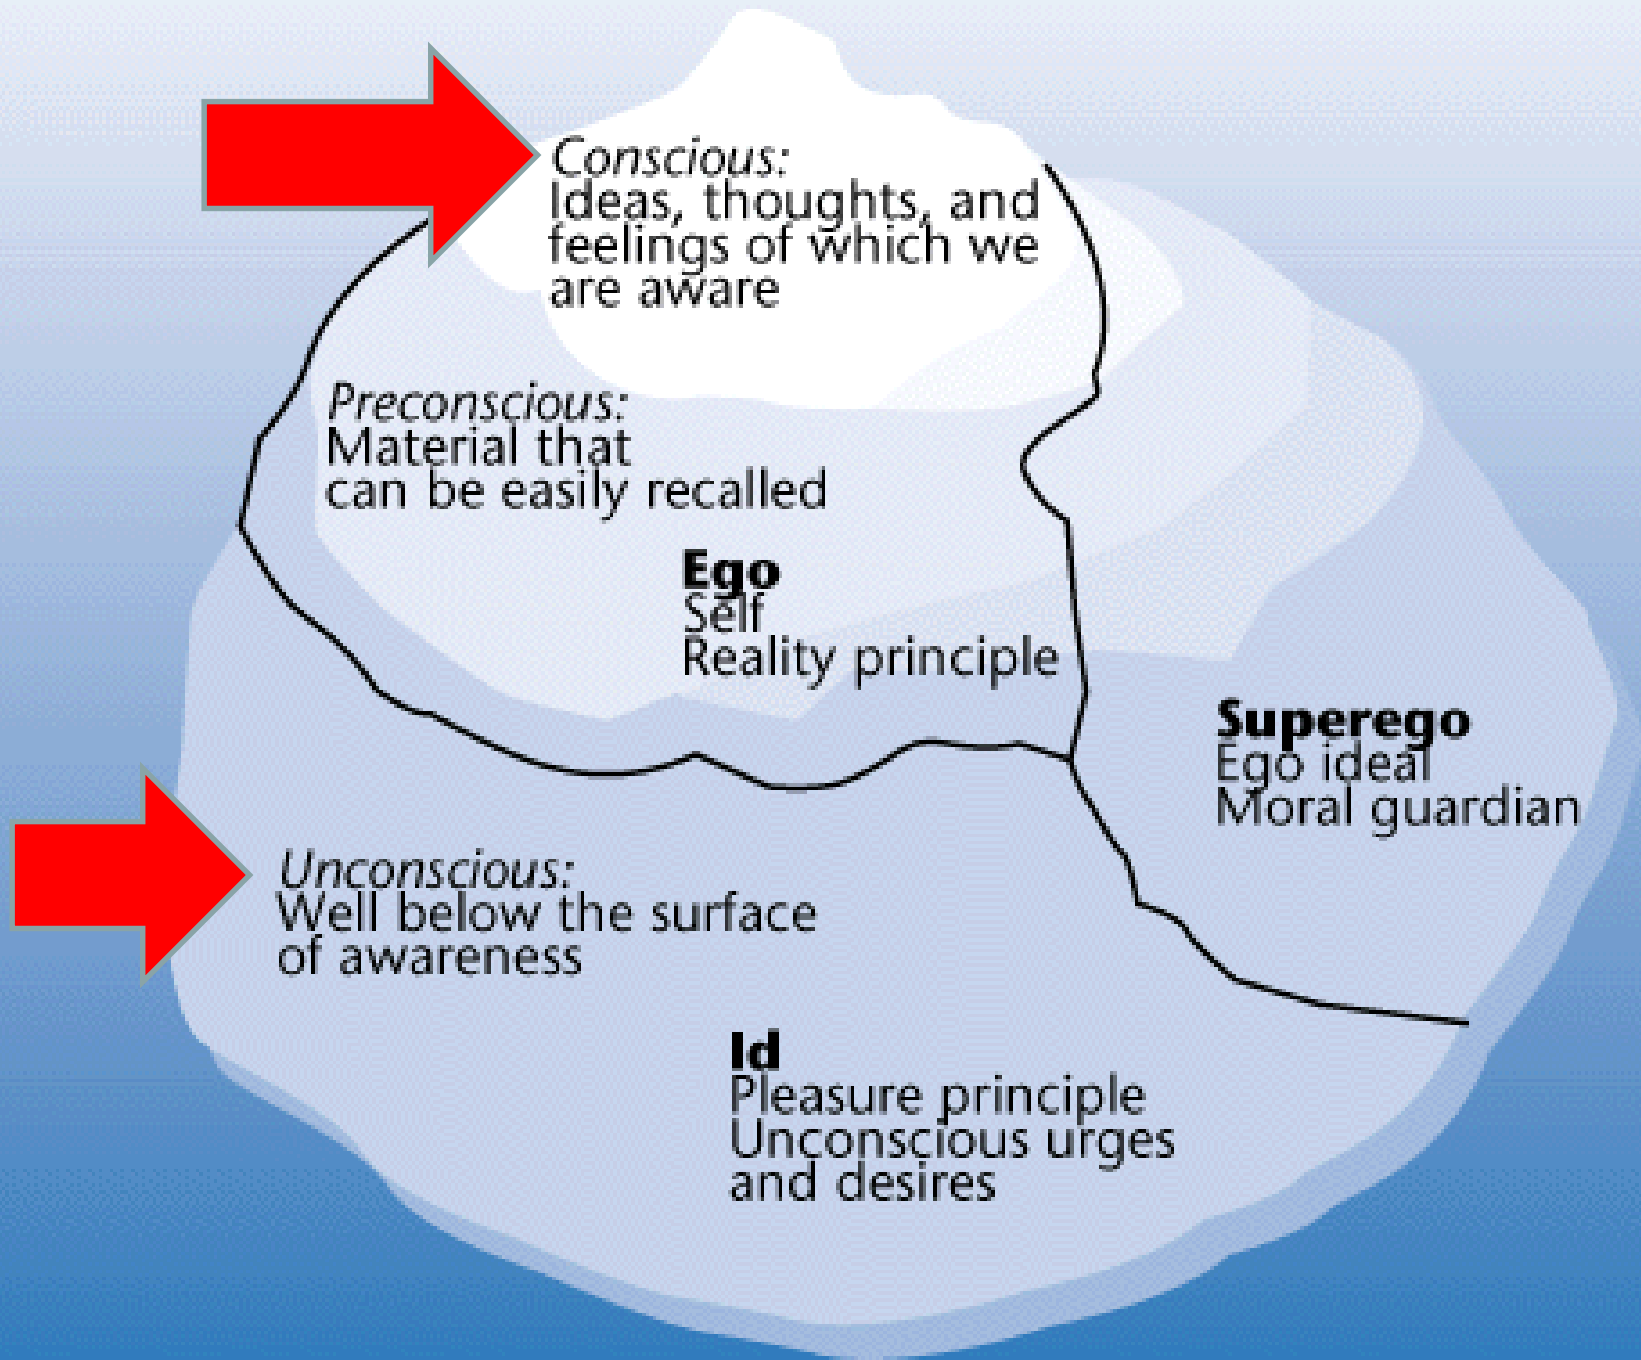 Conscious:
Ideas, thoughts, and
feelings of which we
are aware
Preconscious:
Material that
can be easily recalled
Ego
Self
Reality principle
Superego
Ego ideal
Moral guardian
Unconscious:
Well below the surface
of awareness
Id
Pleasure principle
Unconscious urges
and desires